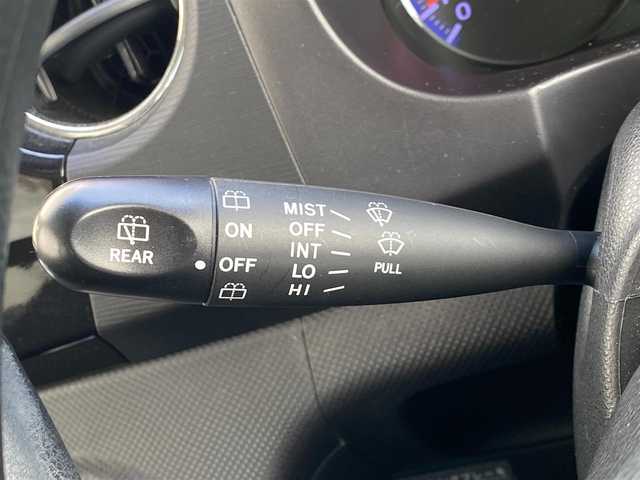 REAR
ON
OFF
MIST
OFF
INT
LO
HI
PULL